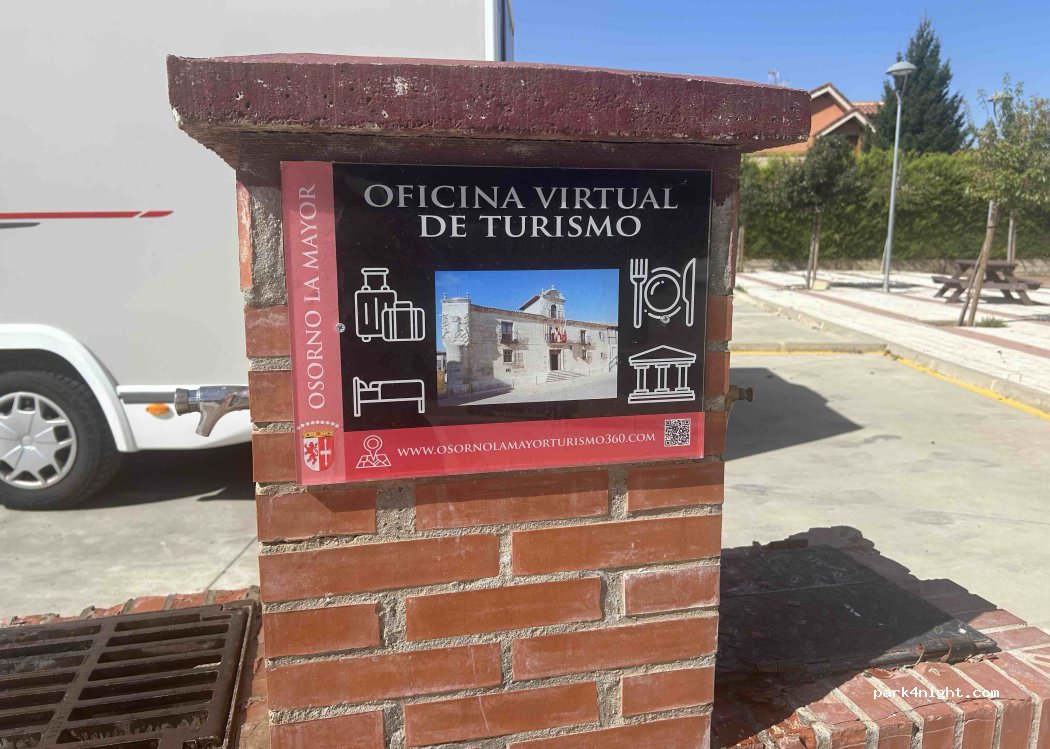 OFICINA VIRTUAL
DE TURISMO
OSORNO LA MAYOR
WWW.OSORNOLAMAYORTURISMO360.COM
park4night.com